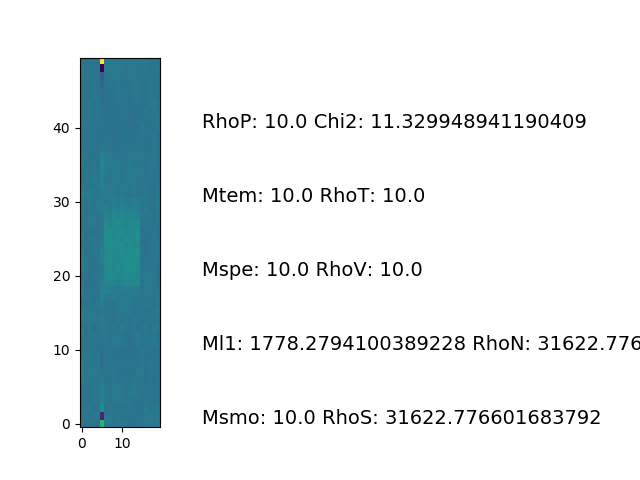 RhoP: 10.0 Chi2: 11.329948941190409
40
Mtem: 10.0 RhoT: 10.0
30
Mspe: 10.0 RhoV: 10.0
20
Ml1: 1778.2794100389228 RhoN: 31622.776
10
Msmo: 10.0 RhoS: 31622.776601683792
0
0 10